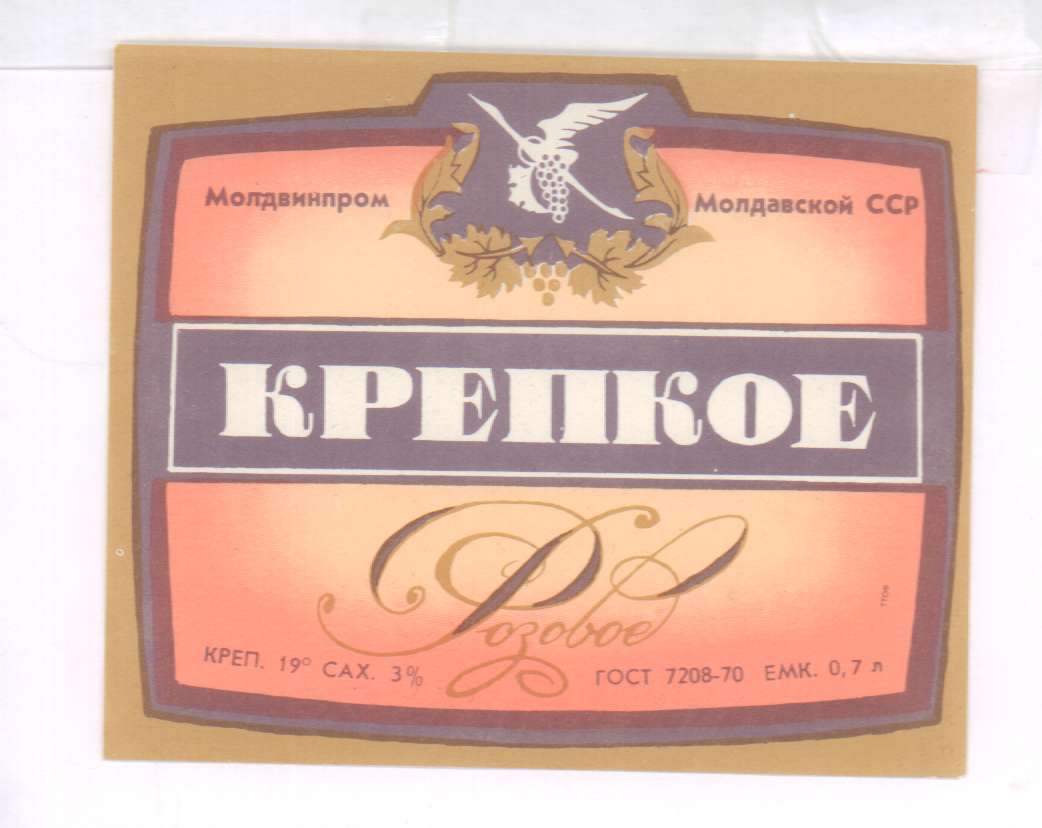 Молдвинпром Молдавской ССР
КРЕПКОЕ
Розовое
КРЕП. 19° САХ. 3% ГОСТ 7208-70 ЕМК. 0,7 л